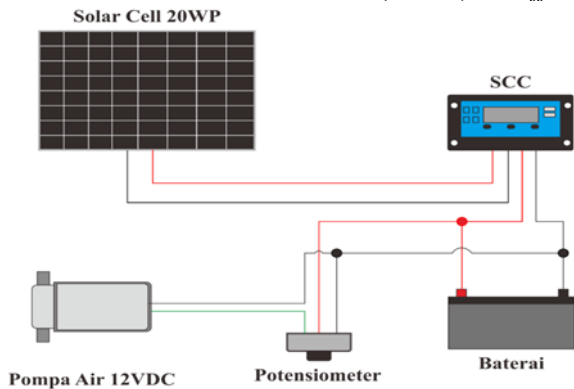 Solar Cell 20WP
SCC
Pompa Air 12VDC
Potensiometer
Baterai